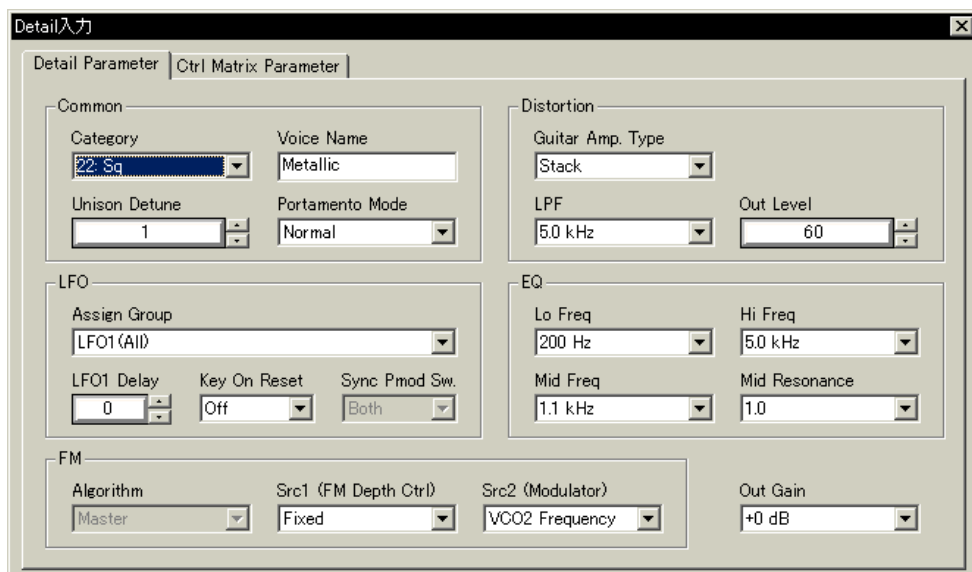 Detail入力
Detail Parameter Ctrl Matrix Parameter
Common
Category Voice Name
22: Sq Metallic
Unison Detune Portamento Mode
1 Normal
Distortion
Guitar Amp. Type
Stack
LPF Out Level
5.0 kHz 60
LFO
Assign Group
LFO1(All)
LFO1 Delay Key On Reset Sync Pmod Sw.
0 Off Both
EQ
Lo Freq Hi Freq
200 Hz 5.0 kHz
Mid Freq Mid Resonance
1.1 kHz 1.0
FM
Algorithm Src1 (FM Depth Ctrl) Src2 (Modulator)
Master Fixed VCO2 Frequency
Out Gain
+0 dB